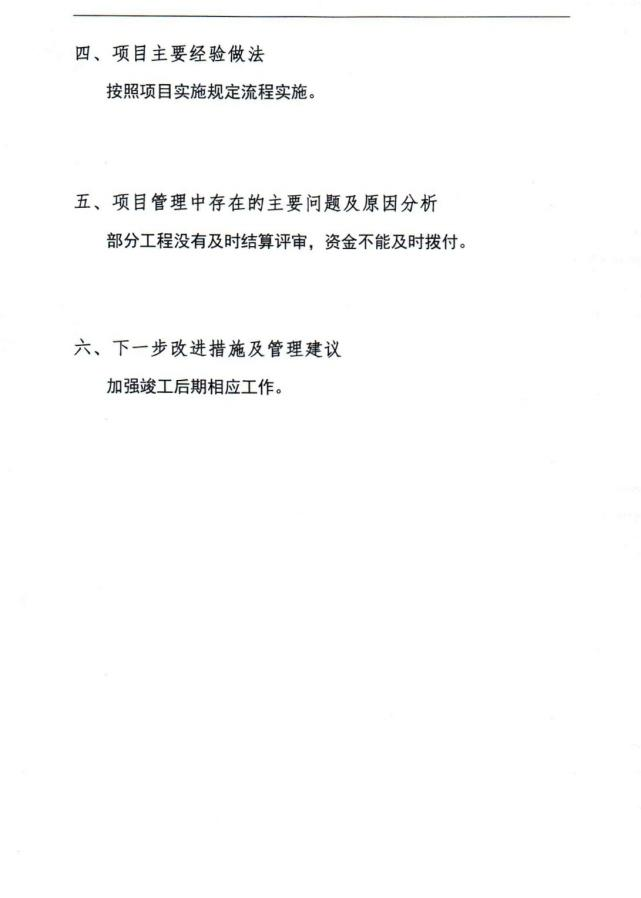 四、项目主要经验做法
按照项目实施规定流程实施。
五、项目管理中存在的主要问题及原因分析
部分工程没有及时结算评审，资金不能及时拨付。
六、下一步改进措施及管理建议
加强竣工后期相应工作。